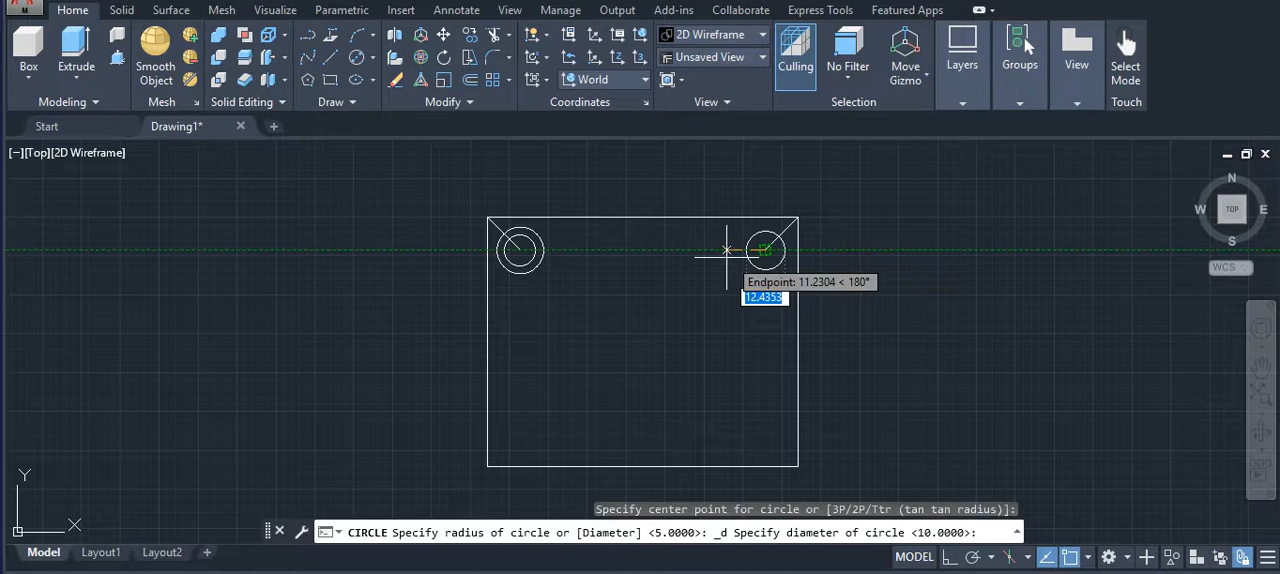 M
Home Solid Surface Mesh Visualize Parametric Insert Annotate View Manage Output Add-ins Collaborate Express Tools Featured Apps
2D Wireframe
Unsaved View
World
Box Extrude Smooth Object Culling No Filter Move Gizmo Layers Groups View Select Mode
Modeling Mesh Solid Editing Draw Modify Coordinates View Selection Touch
Start Drawing1*
[−][Top][2D Wireframe]
N
W TOP E
S
WCS
Endpoint: 11.2304 < 180°
12.4353
Y
X
Specify center point for circle or [3P/2P/Ttr (tan tan radius)]:
CIRCLE Specify radius of circle or [Diameter] <5.0000>: _d Specify diameter of circle <10.0000>:
Model Layout1 Layout2 MODEL